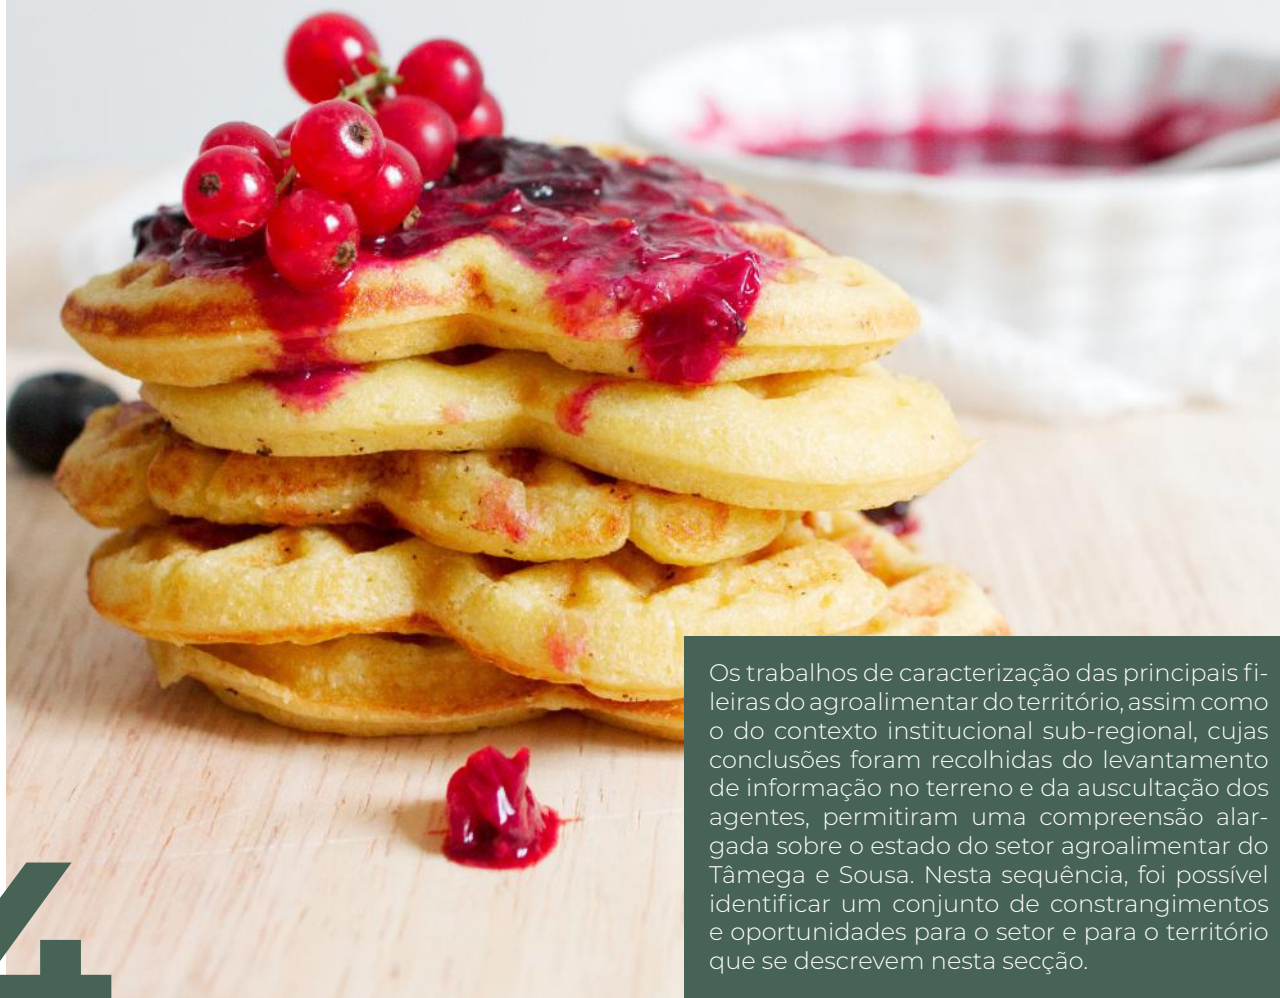 Os trabalhos de caracterização das principais fi-
leiras do agroalimentar do território, assim como
o do contexto institucional sub-regional, cujas
conclusões foram recolhidas do levantamento
de informação no terreno e da auscultação dos
agentes, permitiram uma compreensão alar-
gada sobre o estado do setor agroalimentar do
Tâmega e Sousa. Nesta sequência, foi possível
identificar um conjunto de constrangimentos
e oportunidades para o setor e para o território
que se descrevem nesta secção.
4